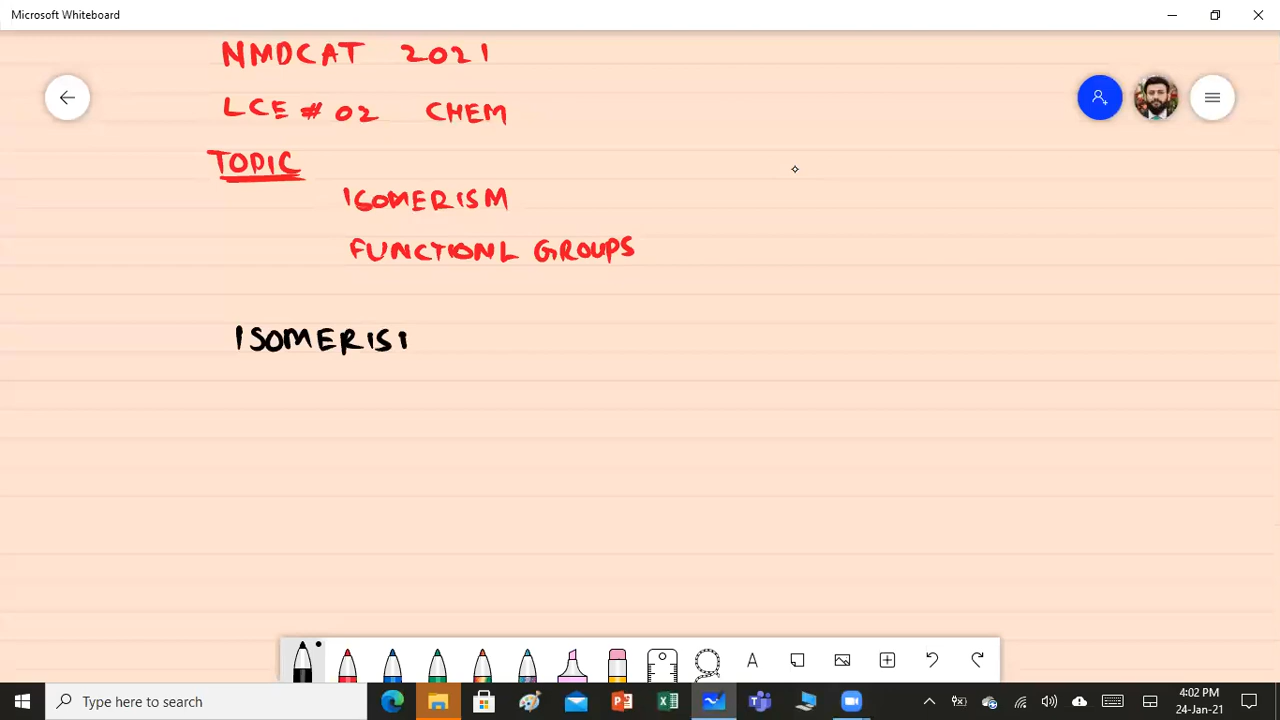 Microsoft Whiteboard
NMDCAT 2021
LCE # 02 CHEM
TOPIC
ISOMERISM
FUNCTIONL GROUPS
ISOMERISI
A
Type here to search
4:02 PM
24-Jan-21